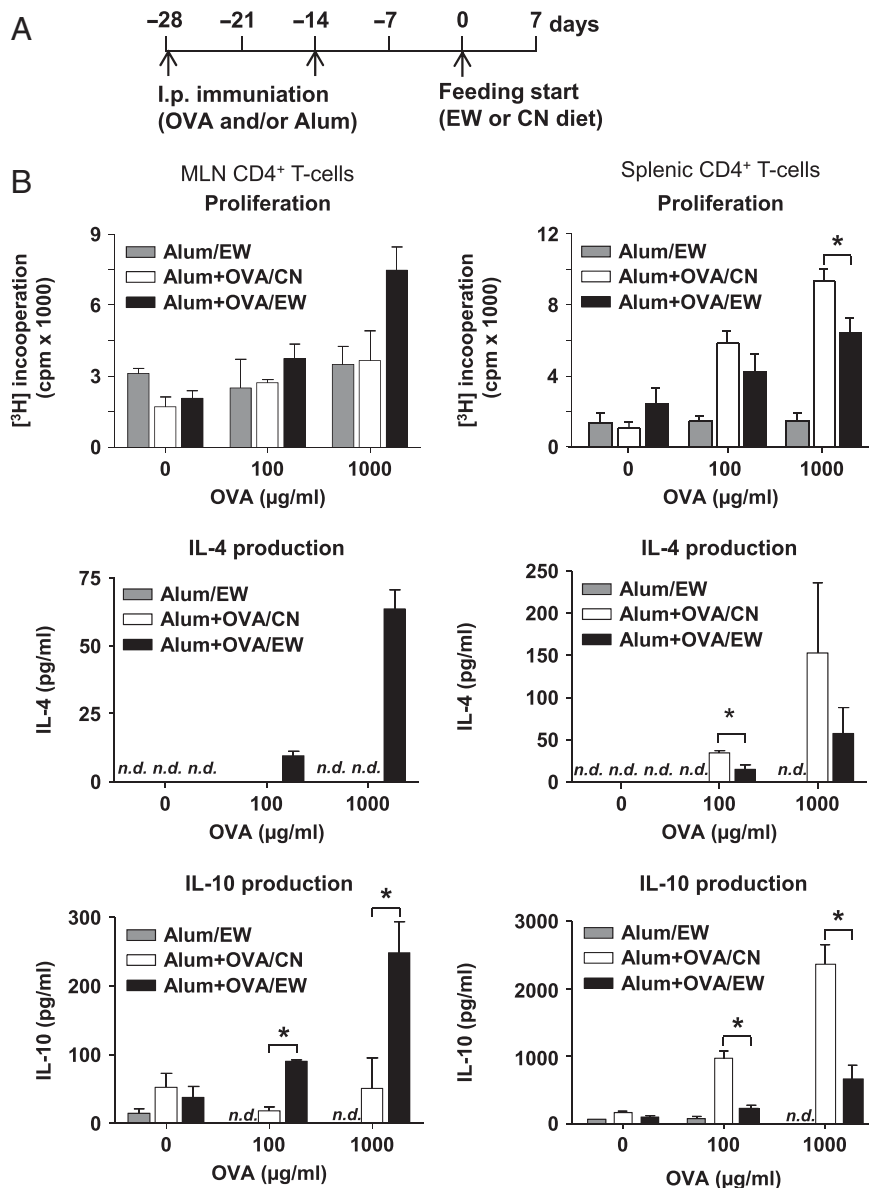 A
−28 −21 −14 −7 0 7 days
I.p. immuniation
(OVA and/or Alum)
Feeding start
(EW or CN diet)
B
MLN CD4⁺ T-cells
Proliferation
[³H] incooperation
(cpm x 1000)
9
6
3
0
Alum/EW
Alum+OVA/CN
Alum+OVA/EW
0 100 1000
OVA (µg/ml)
Splenic CD4⁺ T-cells
Proliferation
[³H] incooperation
(cpm x 1000)
12
8
4
0
Alum/EW
Alum+OVA/CN
Alum+OVA/EW
*
0 100 1000
OVA (µg/ml)
IL-4 production
IL-4 (pg/ml)
75
50
25
0
Alum/EW
Alum+OVA/CN
Alum+OVA/EW
n.d. n.d. n.d. n.d. n.d.
0 100 1000
OVA (µg/ml)
IL-4 production
IL-4 (pg/ml)
250
200
150
100
50
0
Alum/EW
Alum+OVA/CN
Alum+OVA/EW
*
n.d. n.d. n.d. n.d. n.d.
0 100 1000
OVA (µg/ml)
IL-10 production
IL-10 (pg/ml)
300
200
100
0
Alum/EW
Alum+OVA/CN
Alum+OVA/EW
*
*
n.d. n.d.
0 100 1000
OVA (µg/ml)
IL-10 production
IL-10 (pg/ml)
3000
2000
1000
0
Alum/EW
Alum+OVA/CN
Alum+OVA/EW
*
*
n.d.
0 100 1000
OVA (µg/ml)